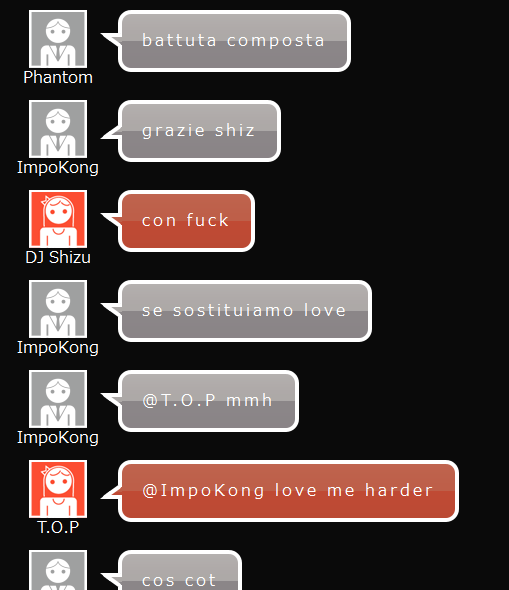 battuta composta
Phantom
grazie shiz
ImpoKong
con fuck
DJ Shizu
se sostituiamo love
ImpoKong
@T.O.P mmh
ImpoKong
@ImpoKong love me harder
T.O.P
cos cot